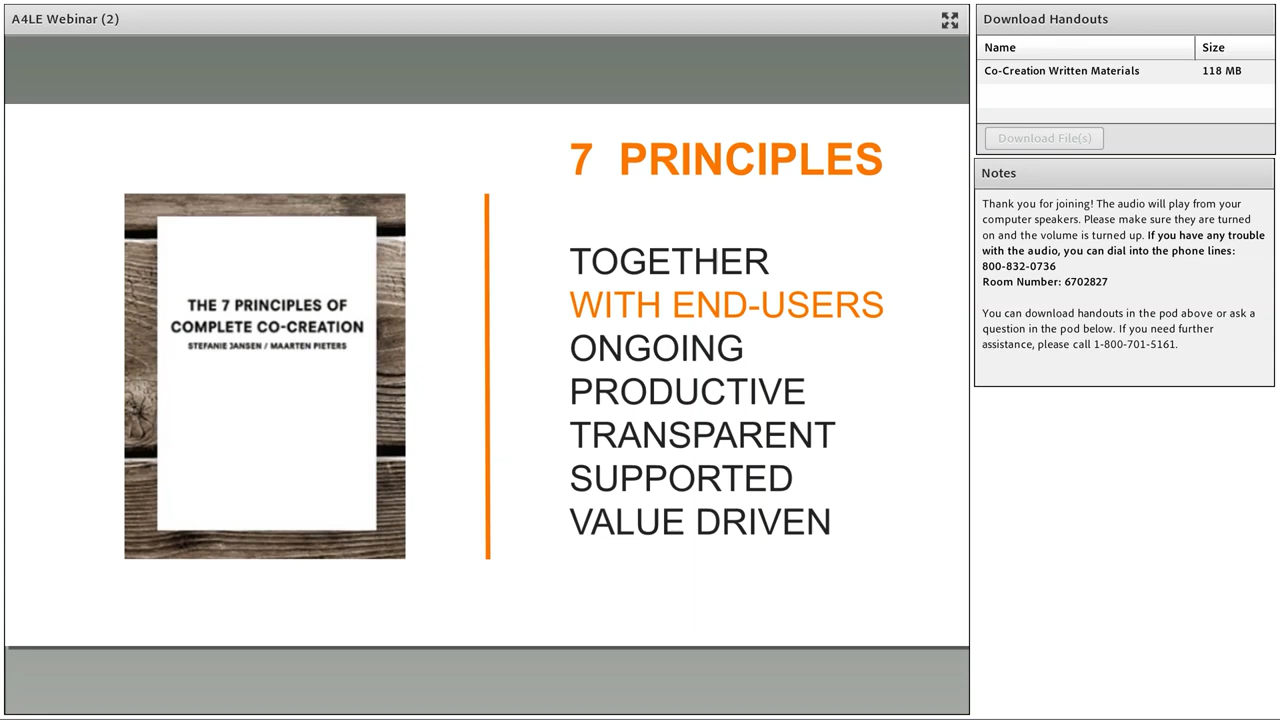 A4LE Webinar (2)
7 PRINCIPLES
THE 7 PRINCIPLES OF
COMPLETE CO-CREATION
STEFANIE JANSEN / MAARTEN PIETERS
TOGETHER
WITH END-USERS
ONGOING
PRODUCTIVE
TRANSPARENT
SUPPORTED
VALUE DRIVEN
Download Handouts
Name Size
Co-Creation Written Materials 118 MB
Download File(s)
Notes
Thank you for joining! The audio will play from your
computer speakers. Please make sure they are turned
on and the volume is turned up. If you have any trouble
with the audio, you can dial into the phone lines:
800-832-0736
Room Number: 6702827
You can download handouts in the pod above or ask a
question in the pod below. If you need further
assistance, please call 1-800-701-5161.